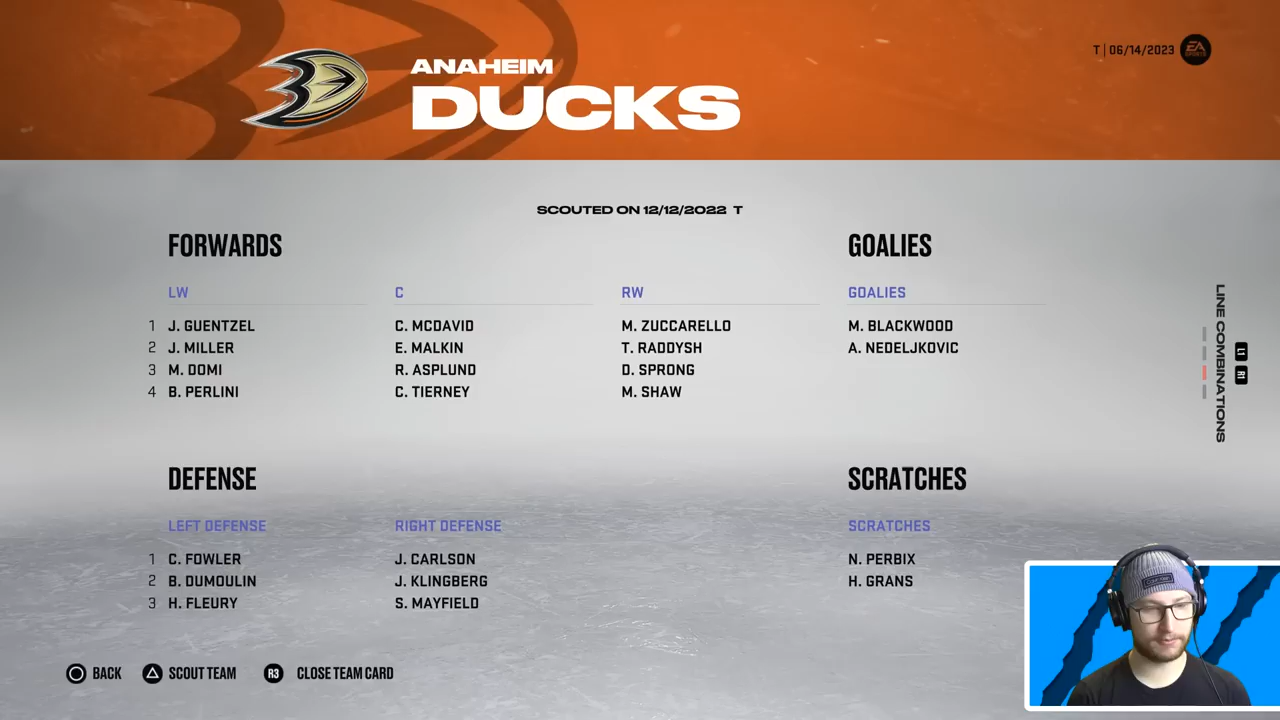 ANAHEIM
DUCKS
T | 06/14/2023
SCOUTED ON 12/12/2022 T
FORWARDS
LW C RW
1 J. GUENTZEL C. MCDAVID M. ZUCCARELLO
2 J. MILLER E. MALKIN T. RADDYSH
3 M. DOMI R. ASPLUND D. SPRONG
4 B. PERLINI C. TIERNEY M. SHAW
GOALIES
GOALIES
M. BLACKWOOD
A. NEDELJKOVIC
LINE COMBINATIONS
L1
R1
DEFENSE
LEFT DEFENSE RIGHT DEFENSE
1 C. FOWLER J. CARLSON
2 B. DUMOULIN J. KLINGBERG
3 H. FLEURY S. MAYFIELD
SCRATCHES
SCRATCHES
N. PERBIX
H. GRANS
BACK SCOUT TEAM R3 CLOSE TEAM CARD